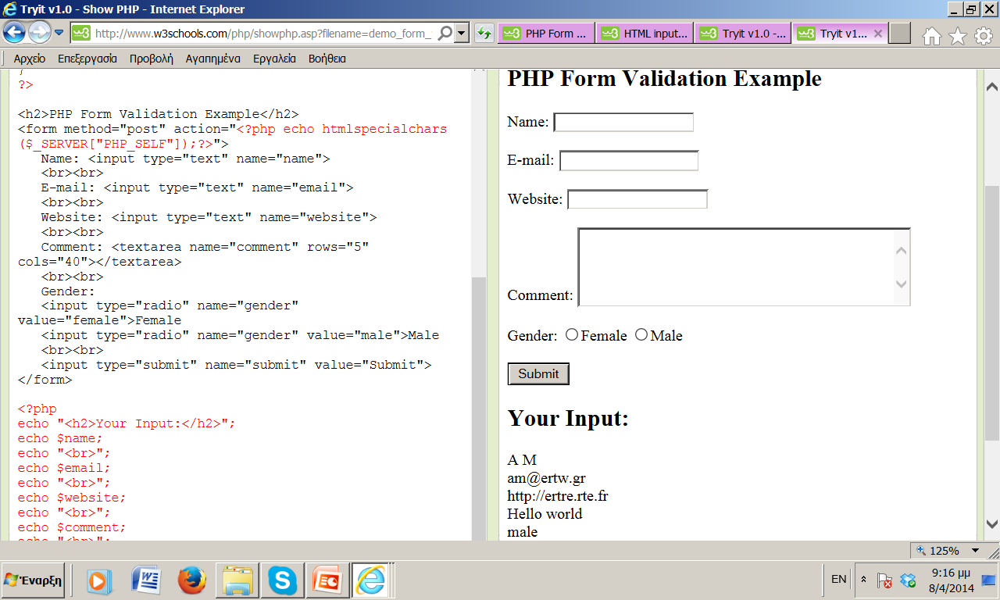 Tryit v1.0 - Show PHP - Internet Explorer
http://www.w3schools.com/php/showphp.asp?filename=demo_form_
PHP Form ...
HTML input...
Tryit v1.0 -...
Tryit v1...
Αρχείο Επεξεργασία Προβολή Αγαπημένα Εργαλεία Βοήθεια
}
?>
<h2>PHP Form Validation Example</h2>
<form method="post" action="<?php echo htmlspecialchars
($_SERVER["PHP_SELF"]);?>">
Name: <input type="text" name="name">
<br><br>
E-mail: <input type="text" name="email">
<br><br>
Website: <input type="text" name="website">
<br><br>
Comment: <textarea name="comment" rows="5"
cols="40"></textarea>
<br><br>
Gender:
<input type="radio" name="gender"
value="female">Female
<input type="radio" name="gender" value="male">Male
<br><br>
<input type="submit" name="submit" value="Submit">
</form>
<?php
echo "<h2>Your Input:</h2>";
echo $name;
echo "<br>";
echo $email;
echo "<br>";
echo $website;
echo "<br>";
echo $comment;
echo "<br>";
PHP Form Validation Example
Name:
E-mail:
Website:
Comment:
Gender: Female Male
Submit
Your Input:
A M
am@ertw.gr
http://ertre.rte.fr
Hello world
male
125%
Έναρξη
EN
9:16 μμ
8/4/2014